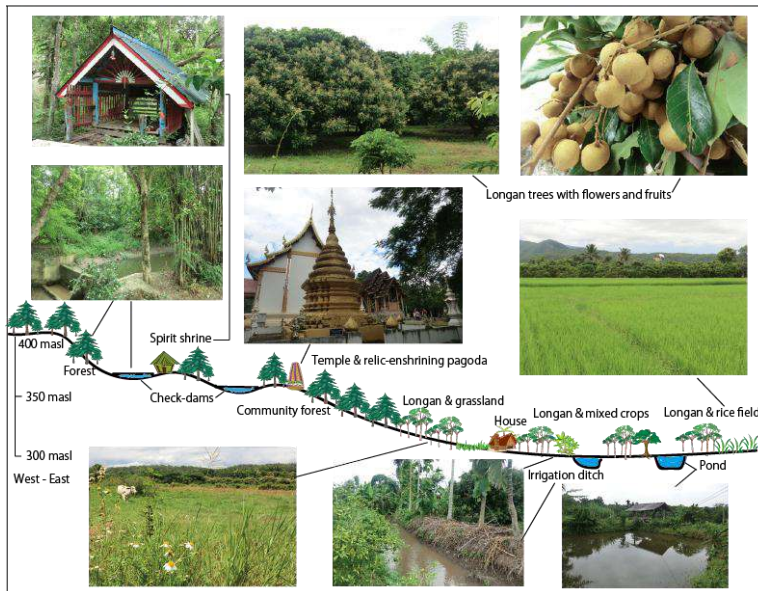 Longan trees with flowers and fruits
Spirit shrine
400 masl
Forest
Temple & relic-enshrining pagoda
Check-dams
350 masl
Community forest
Longan & grassland
House
Longan & mixed crops
Longan & rice field
300 masl
West - East
Irrigation ditch
Pond